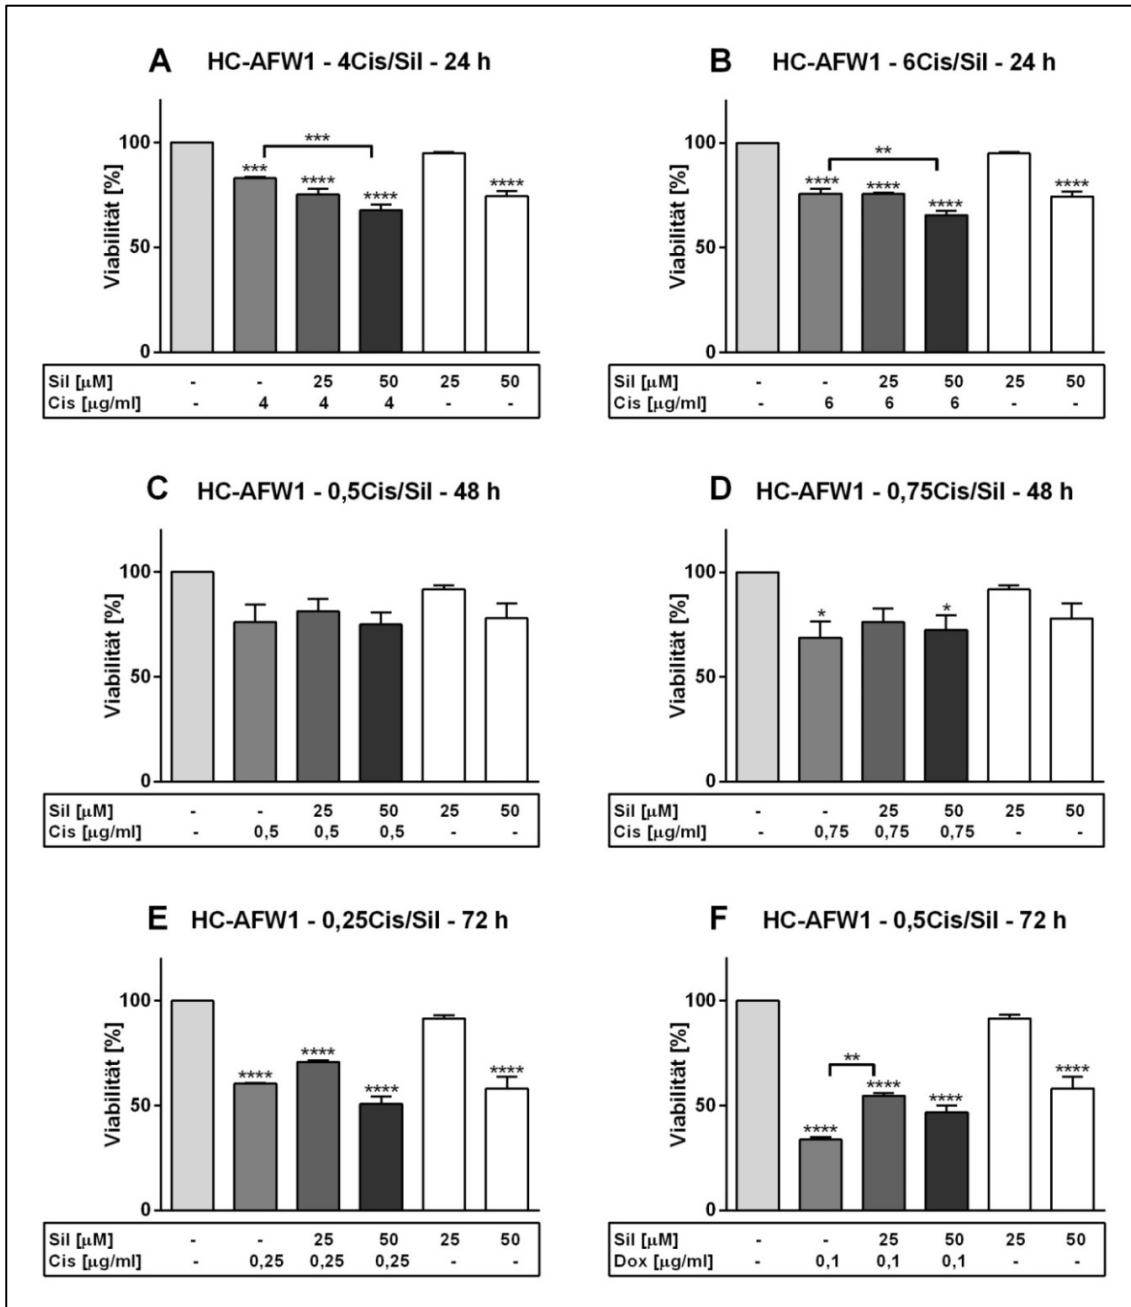 A HC-AFW1 - 4Cis/Sil - 24 h
Viabilität [%]
100
50
0
***
****
****
***
****
Sil [µM] - - 25 50 25 50
Cis [µg/ml] - 4 4 4 - -
B HC-AFW1 - 6Cis/Sil - 24 h
Viabilität [%]
100
50
0
****
****
****
**
****
Sil [µM] - - 25 50 25 50
Cis [µg/ml] - 6 6 6 - -
C HC-AFW1 - 0,5Cis/Sil - 48 h
Viabilität [%]
100
50
0
Sil [µM] - - 25 50 25 50
Cis [µg/ml] - 0,5 0,5 0,5 - -
D HC-AFW1 - 0,75Cis/Sil - 48 h
Viabilität [%]
100
50
0
*
*
Sil [µM] - - 25 50 25 50
Cis [µg/ml] - 0,75 0,75 0,75 - -
E HC-AFW1 - 0,25Cis/Sil - 72 h
Viabilität [%]
100
50
0
****
****
****
****
Sil [µM] - - 25 50 25 50
Cis [µg/ml] - 0,25 0,25 0,25 - -
F HC-AFW1 - 0,5Cis/Sil - 72 h
Viabilität [%]
100
50
0
****
**
****
****
****
Sil [µM] - - 25 50 25 50
Dox [µg/ml] - 0,1 0,1 0,1 - -